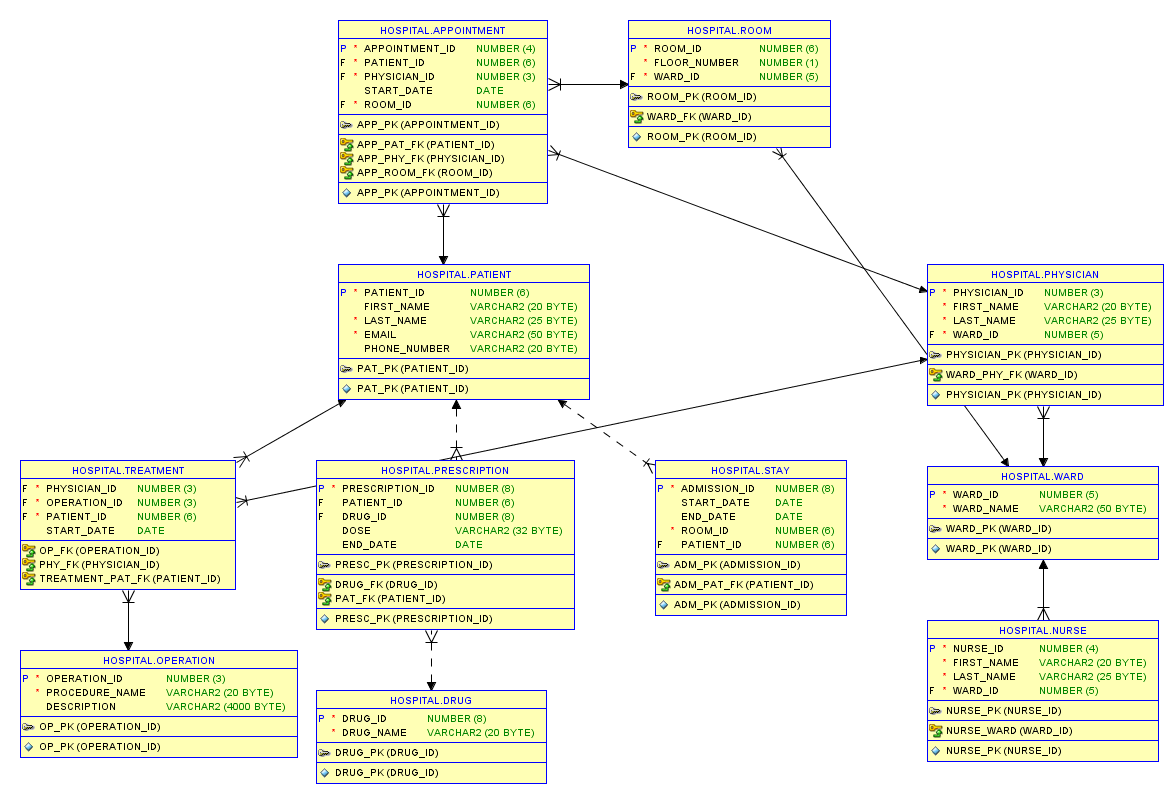 HOSPITAL.APPOINTMENT
P * APPOINTMENT_ID NUMBER (4)
F * PATIENT_ID NUMBER (6)
F * PHYSICIAN_ID NUMBER (3)
START_DATE DATE
F * ROOM_ID NUMBER (6)
APP_PK (APPOINTMENT_ID)
APP_PAT_FK (PATIENT_ID)
APP_PHY_FK (PHYSICIAN_ID)
APP_ROOM_FK (ROOM_ID)
APP_PK (APPOINTMENT_ID)
HOSPITAL.ROOM
P * ROOM_ID NUMBER (6)
* FLOOR_NUMBER NUMBER (1)
F * WARD_ID NUMBER (5)
ROOM_PK (ROOM_ID)
WARD_FK (WARD_ID)
ROOM_PK (ROOM_ID)
HOSPITAL.PATIENT
P * PATIENT_ID NUMBER (6)
FIRST_NAME VARCHAR2 (20 BYTE)
* LAST_NAME VARCHAR2 (25 BYTE)
* EMAIL VARCHAR2 (50 BYTE)
PHONE_NUMBER VARCHAR2 (20 BYTE)
PAT_PK (PATIENT_ID)
PAT_PK (PATIENT_ID)
HOSPITAL.PHYSICIAN
P * PHYSICIAN_ID NUMBER (3)
* FIRST_NAME VARCHAR2 (20 BYTE)
* LAST_NAME VARCHAR2 (25 BYTE)
F * WARD_ID NUMBER (5)
PHYSICIAN_PK (PHYSICIAN_ID)
WARD_PHY_FK (WARD_ID)
PHYSICIAN_PK (PHYSICIAN_ID)
HOSPITAL.TREATMENT
F * PHYSICIAN_ID NUMBER (3)
F * OPERATION_ID NUMBER (3)
F * PATIENT_ID NUMBER (6)
START_DATE DATE
OP_FK (OPERATION_ID)
PHY_FK (PHYSICIAN_ID)
TREATMENT_PAT_FK (PATIENT_ID)
HOSPITAL.PRESCRIPTION
P * PRESCRIPTION_ID NUMBER (8)
F PATIENT_ID NUMBER (6)
F DRUG_ID NUMBER (8)
DOSE VARCHAR2 (32 BYTE)
END_DATE DATE
PRESC_PK (PRESCRIPTION_ID)
DRUG_FK (DRUG_ID)
PAT_FK (PATIENT_ID)
PRESC_PK (PRESCRIPTION_ID)
HOSPITAL.STAY
P * ADMISSION_ID NUMBER (8)
START_DATE DATE
END_DATE DATE
* ROOM_ID NUMBER (6)
F PATIENT_ID NUMBER (6)
ADM_PK (ADMISSION_ID)
ADM_PAT_FK (PATIENT_ID)
ADM_PK (ADMISSION_ID)
HOSPITAL.WARD
P * WARD_ID NUMBER (5)
* WARD_NAME VARCHAR2 (50 BYTE)
WARD_PK (WARD_ID)
WARD_PK (WARD_ID)
HOSPITAL.OPERATION
P * OPERATION_ID NUMBER (3)
* PROCEDURE_NAME VARCHAR2 (20 BYTE)
DESCRIPTION VARCHAR2 (4000 BYTE)
OP_PK (OPERATION_ID)
OP_PK (OPERATION_ID)
HOSPITAL.DRUG
P * DRUG_ID NUMBER (8)
* DRUG_NAME VARCHAR2 (20 BYTE)
DRUG_PK (DRUG_ID)
DRUG_PK (DRUG_ID)
HOSPITAL.NURSE
P * NURSE_ID NUMBER (4)
* FIRST_NAME VARCHAR2 (20 BYTE)
* LAST_NAME VARCHAR2 (25 BYTE)
F * WARD_ID NUMBER (5)
NURSE_PK (NURSE_ID)
NURSE_WARD (WARD_ID)
NURSE_PK (NURSE_ID)